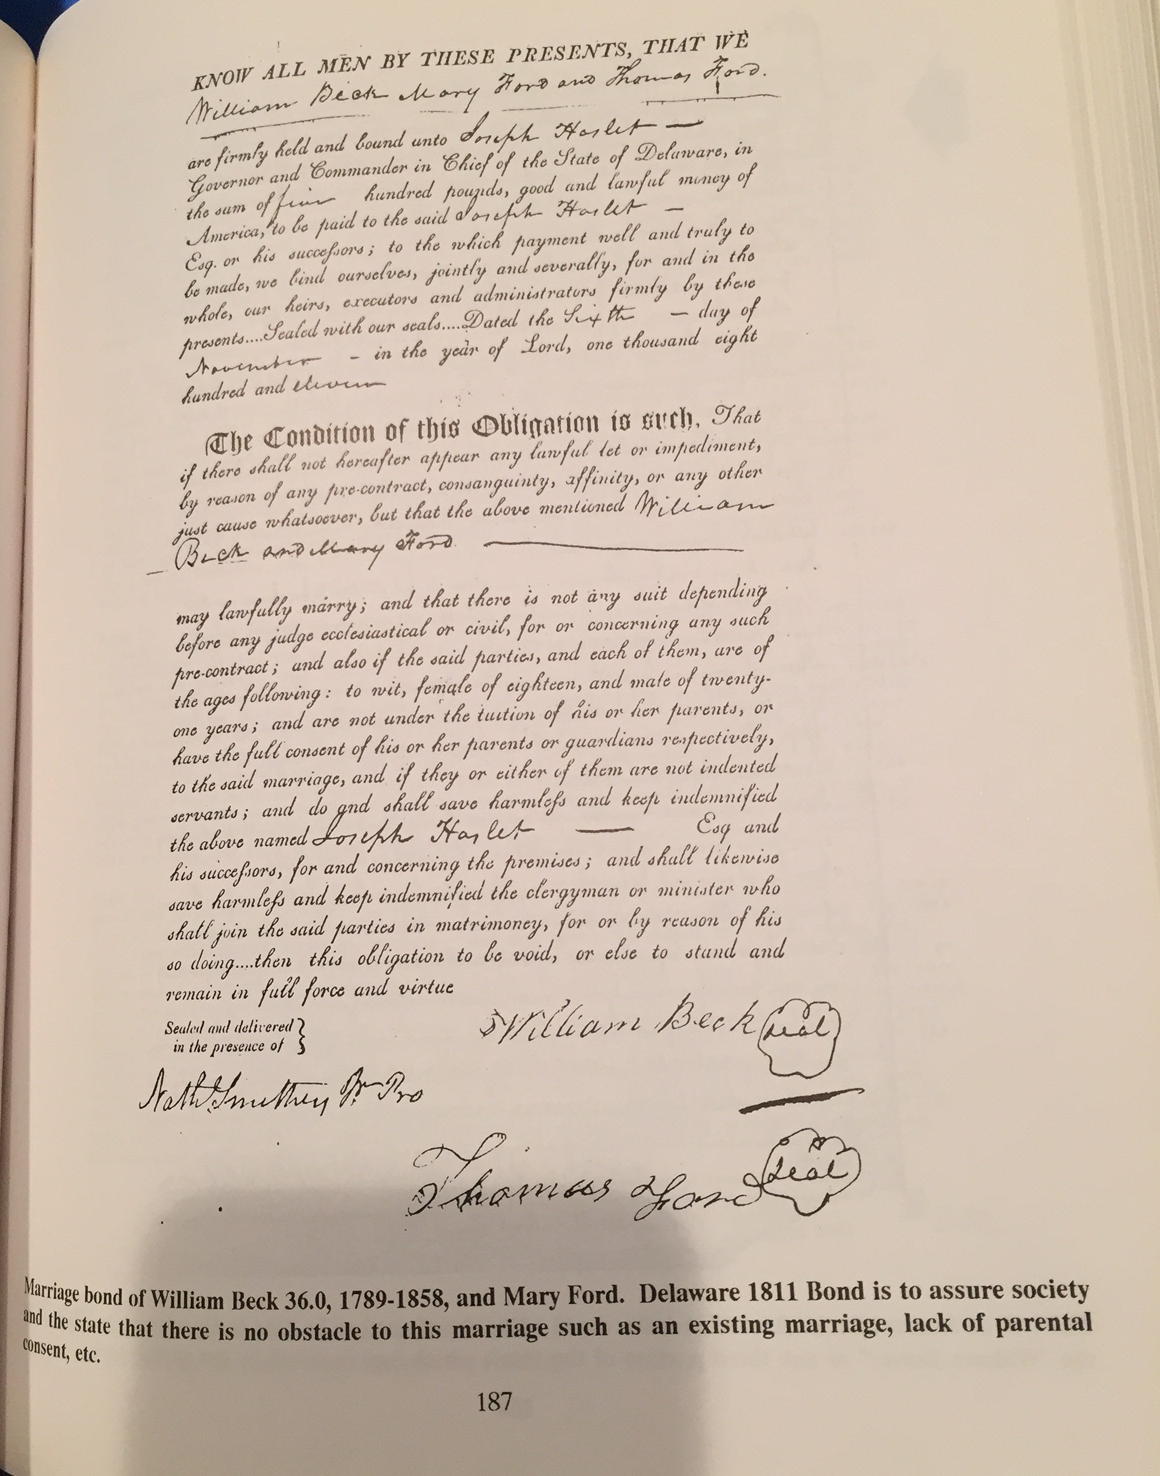 KNOW ALL MEN BY THESE PRESENTS, THAT WE
William Beck Mary Ford and Thomas Ford.
are firmly held and bound unto Joseph Haslet —
Governor and Commander in Chief of the State of Delaware, in
the sum of five hundred pounds, good and lawful money of
America, to be paid to the said Joseph Haslet —
Esq. or his successors; to the which payment well and truly to
be made, we bind ourselves, jointly and severally, for and in the
whole, our heirs, executors and administrators firmly by these
presents....Sealed with our seals....Dated the Sixth — day of
November - in the year of Lord, one thousand eight
hundred and eleven
The Condition of this Obligation is such, That
if there shall not hereafter appear any lawful let or impediment,
by reason of any pre-contract, consanguinty, affinity, or any other
just cause whatsoever, but that the above mentioned William
Beck and Mary Ford
may lawfully marry; and that there is not any suit depending
before any judge ecclesiastical or civil, for or concerning any such
pre-contract; and also if the said parties, and each of them, are of
the ages following: to wit, female of eighteen, and male of twenty-
one years; and are not under the tuition of his or her parents, or
have the full consent of his or her parents or guardians respectively,
to the said marriage, and if they or either of them are not indented
servants; and do and shall save harmless and keep indemnified
the above named Joseph Haslet — Esq and
his successors, for and concerning the premises; and shall likewise
save harmless and keep indemnified the clergyman or minister who
shall join the said parties in matrimoney, for or by reason of his
so doing....then this obligation to be void, or else to stand and
remain in full force and virtue
Sealed and delivered
in the presence of
William Beck seal
Thomas Ford seal
Marriage bond of William Beck 36.0, 1789-1858, and Mary Ford. Delaware 1811 Bond is to assure society
and the state that there is no obstacle to this marriage such as an existing marriage, lack of parental
consent, etc.
187